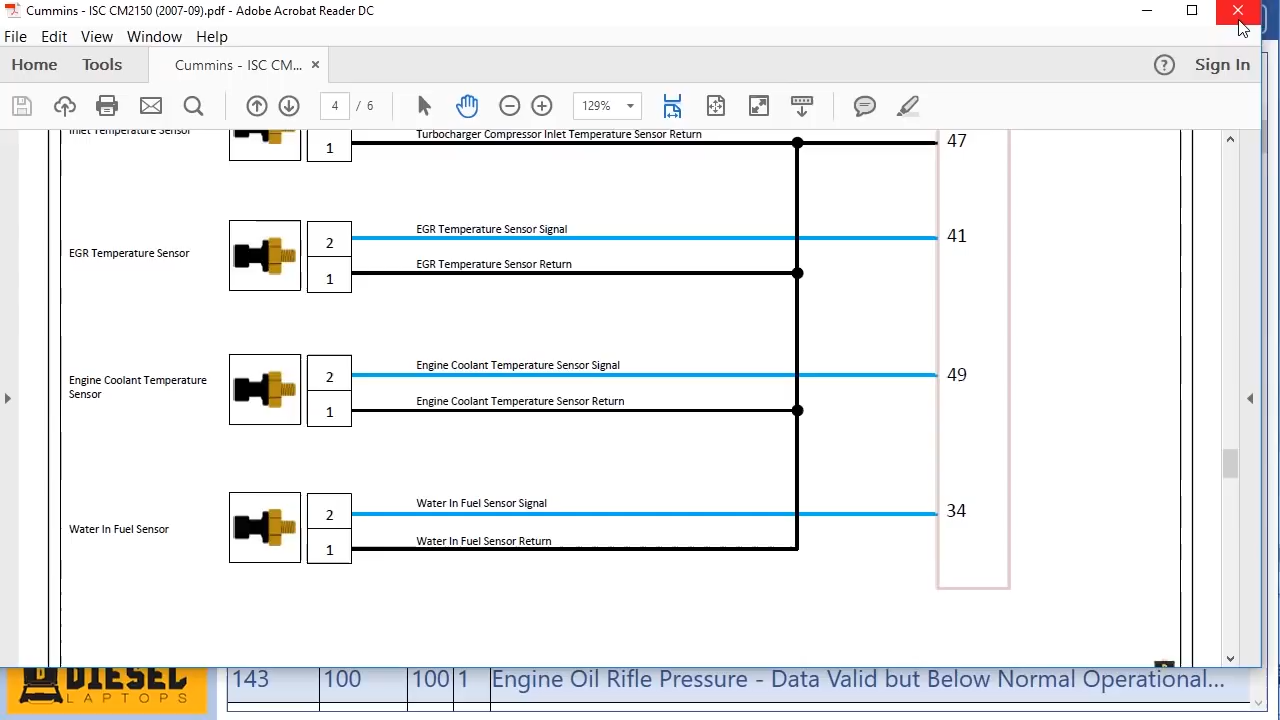 Cummins - ISC CM2150 (2007-09).pdf - Adobe Acrobat Reader DC
File Edit View Window Help
Home Tools Cummins - ISC CM... × Sign In
4 / 6 129%
Inlet Temperature Sensor
Turbocharger Compressor Inlet Temperature Sensor Return
1
47
EGR Temperature Sensor
2
EGR Temperature Sensor Signal
41
1
EGR Temperature Sensor Return
Engine Coolant Temperature
Sensor
2
Engine Coolant Temperature Sensor Signal
49
1
Engine Coolant Temperature Sensor Return
Water In Fuel Sensor
2
Water In Fuel Sensor Signal
34
1
Water In Fuel Sensor Return
DIESEL
LAPTOPS
143 100 100 1 Engine Oil Rifle Pressure - Data Valid but Below Normal Operational...